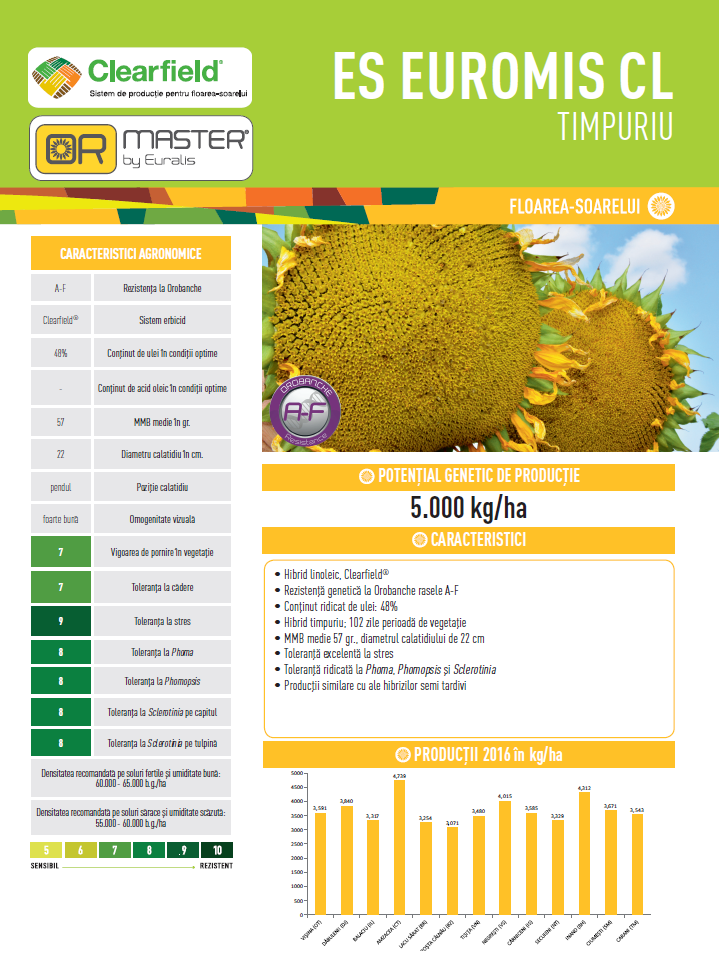 Clearfield®
Sistem de producție pentru floarea-soarelui
OR MASTER®
by Euralis
ES EUROMIS CL
TIMPURIU
FLOAREA-SOARELUI
CARACTERISTICI AGRONOMICE
A-F Rezistența la Orobanche
Clearfield® Sistem erbicid
48% Conținut de ulei în condiții optime
- Conținut de acid oleic în condiții optime
57 MMB medie în gr.
22 Diametru calatidiu în cm.
pendul Poziție calatidiu
foarte bună Omogenitate vizuală
7 Vigoarea de pornire în vegetație
7 Toleranța la cădere
9 Toleranța la stres
8 Toleranța la Phoma
8 Toleranța la Phomopsis
8 Toleranța la Sclerotinia pe capitul
8 Toleranța la Sclerotinia pe tulpină
Densitatea recomandată pe soluri fertile și umiditate bună:
60.000 - 65.000 b.g./ha
Densitatea recomandată pe soluri sărace și umiditate scăzută:
55.000 - 60.000 b.g./ha
5 6 7 8 .9 10
SENSIBIL REZISTENT
OROBANCHE
A-F
Resistance
POTENȚIAL GENETIC DE PRODUCȚIE
5.000 kg/ha
CARACTERISTICI
• Hibrid linoleic, Clearfield®
• Rezistență genetică la Orobanche rasele A-F
• Conținut ridicat de ulei: 48%
• Hibrid timpuriu; 102 zile perioadă de vegetație
• MMB medie 57 gr., diametrul calatidiului de 22 cm
• Toleranță excelentă la stres
• Toleranță ridicată la Phoma, Phomopsis și Sclerotinia
• Producții similare cu ale hibrizilor semi tardivi
PRODUCȚII 2016 în kg/ha
5000
4500
4000
3500
3000
2500
2000
1500
1000
500
0
3,591 3,840 3,317 4,739 3,254 3,071 3,480 4,015 3,585 3,329 4,312 3,671 3,543
VIȘINA (OT) DĂBULENI (DJ) BALACIU (IL) AMZACEA (CT) LACU SĂRAT (BR) POȘTA CÂLNĂU (BZ) TIȘIȚA (VN) NEGREȘTI (VS) SECUIENI (NT) INAND (BH) CIUMEȘTI (SM) CARANI (TM)